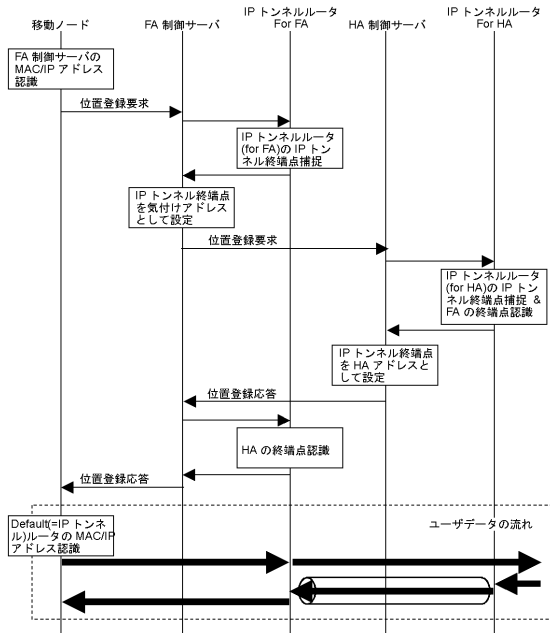 移動ノード
FA 制御サーバ
IP トンネルルータ
For FA
HA 制御サーバ
IP トンネルルータ
For HA
FA 制御サーバの
MAC/IP アドレス
認識
位置登録要求
IP トンネルルータ
(for FA)の IP トン
ネル終端点捕捉
IP トンネル終端点
を気付けアドレス
として設定
位置登録要求
IP トンネルルータ
(for HA)の IP トン
ネル終端点捕捉 &
FA の終端点認識
IP トンネル終端点
を HA アドレスと
して設定
位置登録応答
HA の終端点認識
位置登録応答
Default(=IP トンネ
ル)ルータの MAC/IP
アドレス認識
ユーザデータの流れ